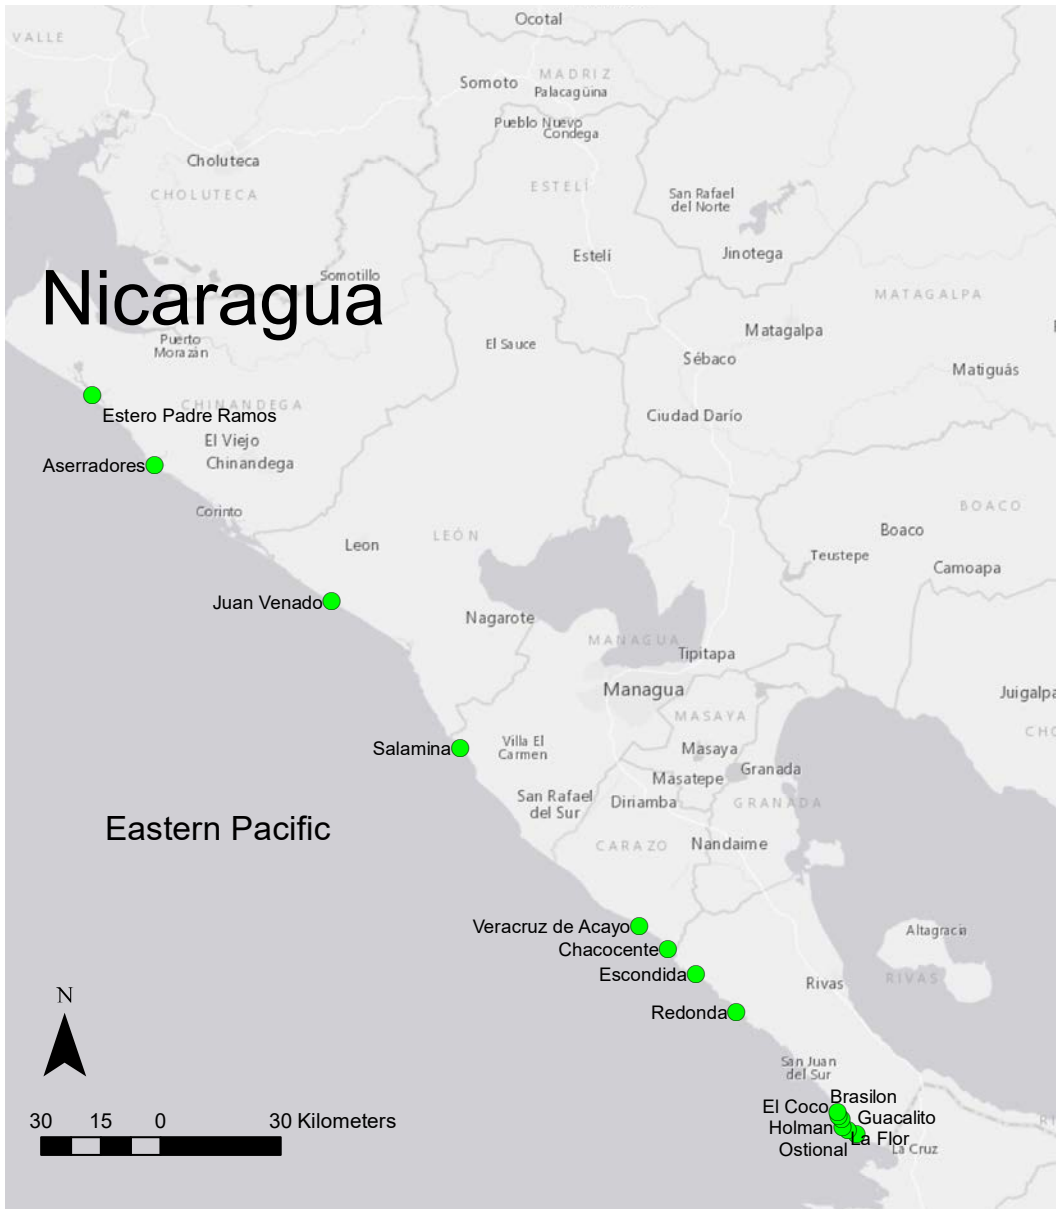 Ocotal
VALLE
MADRIZ
Somoto
Palacagüina
Pueblo Nuevo
Condega
Choluteca
CHOLUTECA
ESTELÍ
San Rafael
del Norte
Estelí
Jinotega
Somotillo
Nicaragua
MATAGALPA
Matagalpa
Puerto
Morazán
El Sauce
Sébaco
Matiguás
CHINANDEGA
Estero Padre Ramos
Ciudad Darío
El Viejo
Aserradores
Chinandega
Corinto
BOACO
Boaco
LEÓN
Leon
Teustepe
Camoapa
Juan Venado
Nagarote
MANAGUA
Tipitapa
Managua
Juigalpa
MASAYA
CHO
Salamina
Villa El
Carmen
Masaya
Granada
Masatepe
San Rafael
del Sur
Diriamba
GRANADA
Eastern Pacific
CARAZO
Nandaime
Veracruz de Acayo
Altagracia
Chacocente
Escondida
RIVAS
Rivas
N
Redonda
San Juan
del Sur
Brasilon
El Coco
Guacalito
30 15 0 30 Kilometers
Holman
La Flor
Ostional
La Cruz